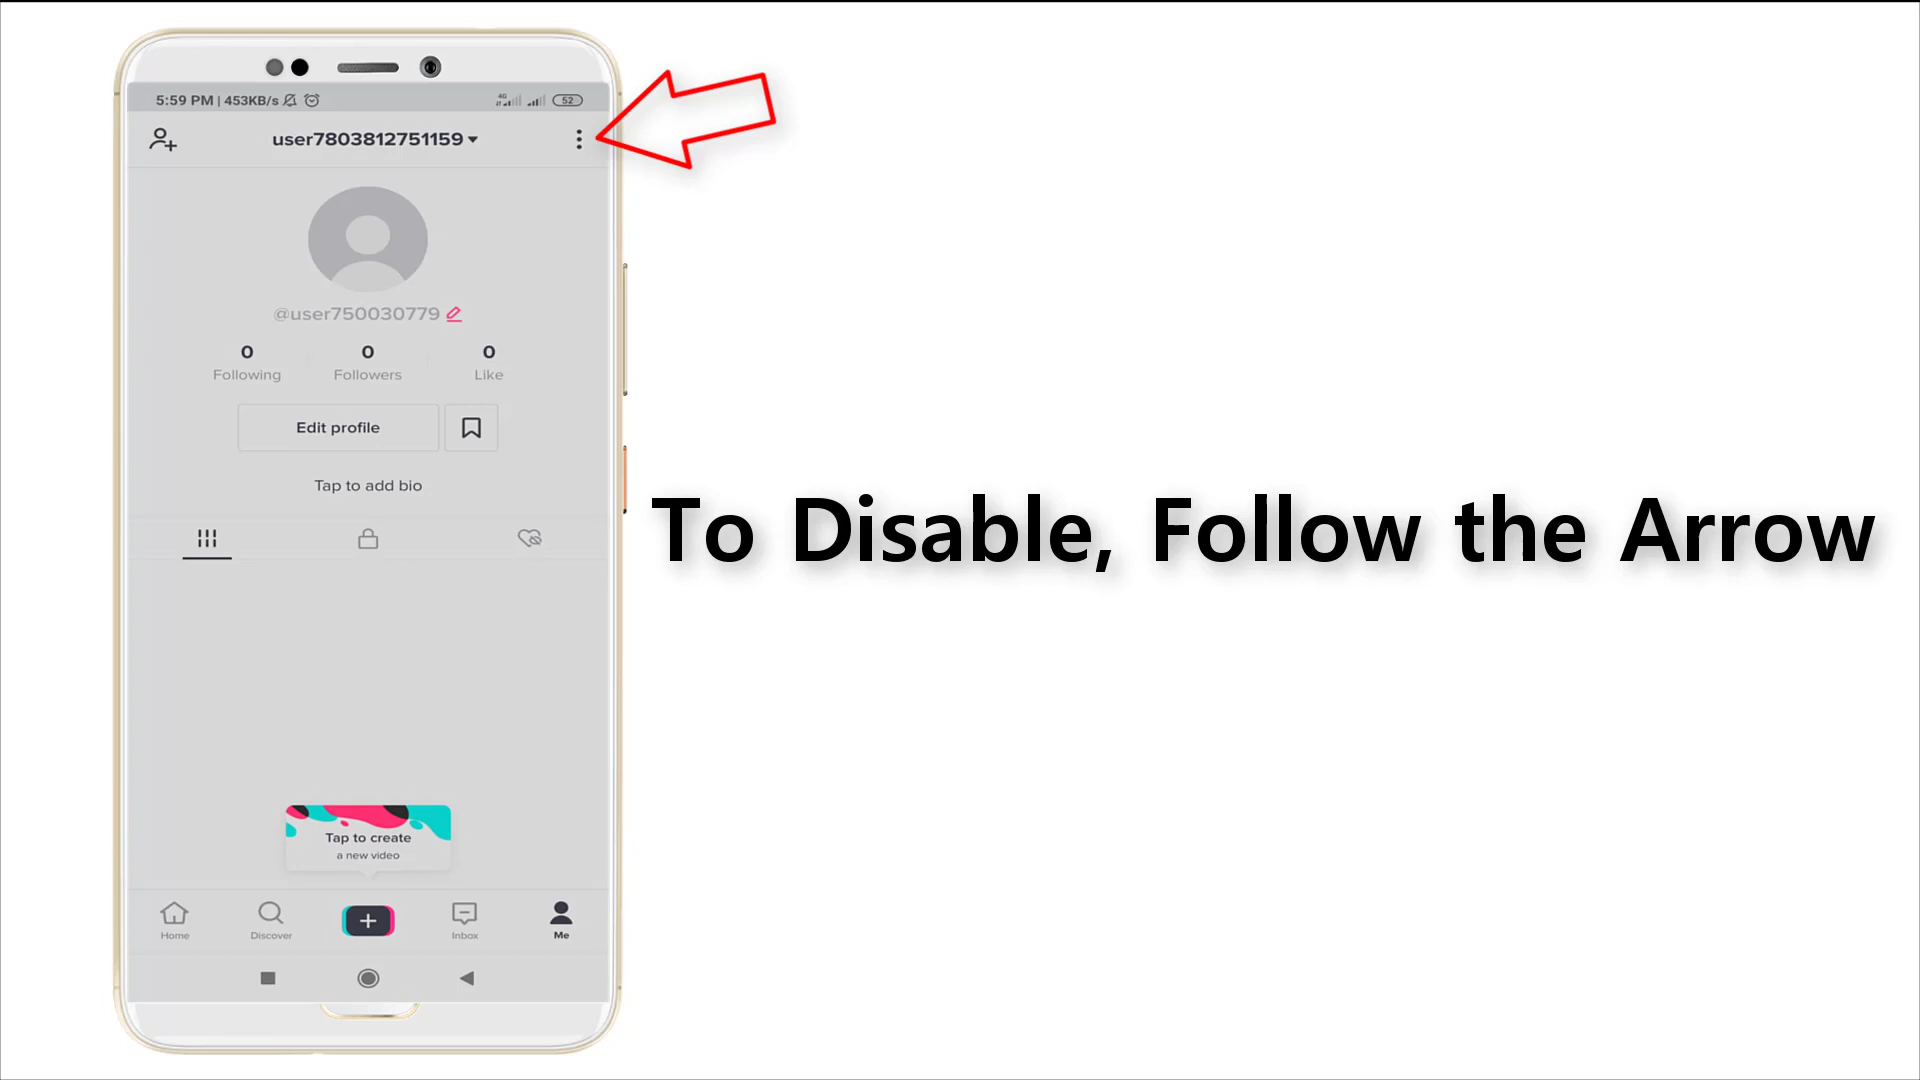 5:59 PM | 453KB/s 4G 52
user7803812751159
@user750030779
0 0 0
Following Followers Like
Edit profile
Tap to add bio
To Disable, Follow the Arrow
Tap to create
a new video
Home Discover Inbox Me